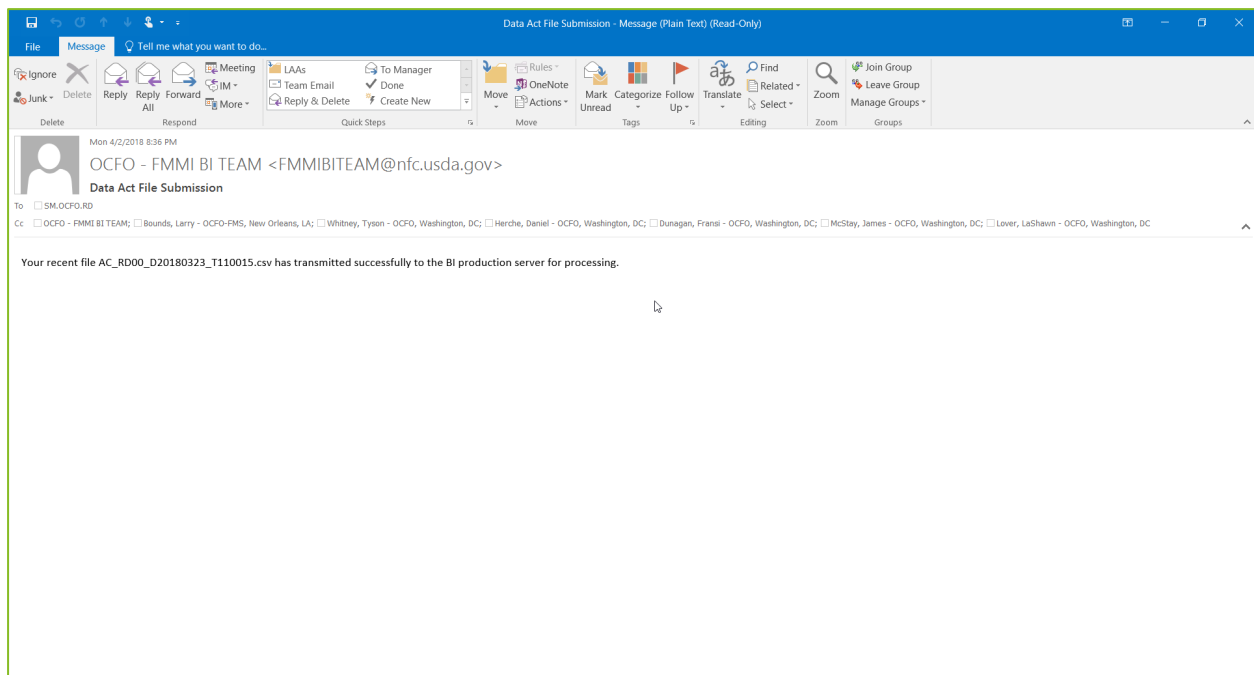 Data Act File Submission - Message (Plain Text) (Read-Only)
File Message Tell me what you want to do...
Ignore
Junk
Delete
Delete
Reply
Reply All
Forward
Meeting
IM
More
Respond
LAAs
Team Email
Reply & Delete
To Manager
Done
Create New
Quick Steps
Move
Rules
OneNote
Actions
Move
Mark Unread
Categorize
Follow Up
Tags
Translate
Find
Related
Select
Editing
Zoom
Zoom
Join Group
Leave Group
Manage Groups
Groups
Mon 4/2/2018 8:36 PM
OCFO - FMMI BI TEAM <FMMIBITEAM@nfc.usda.gov>
Data Act File Submission
To SM.OCFO.RD
Cc OCFO - FMMI BI TEAM; Bounds, Larry - OCFO-FMS, New Orleans, LA; Whitney, Tyson - OCFO, Washington, DC; Herche, Daniel - OCFO, Washington, DC; Dunagan, Fransi - OCFO, Washington, DC; McStay, James - OCFO, Washington, DC; Lover, LaShawn - OCFO, Washington, DC
Your recent file AC_RD00_D20180323_T110015.csv has transmitted successfully to the BI production server for processing.